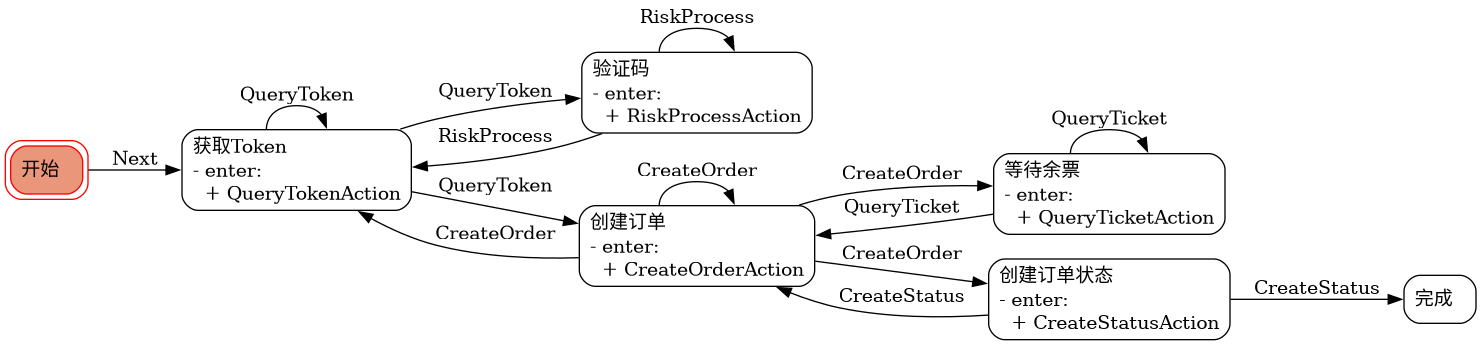 开始
Next
QueryToken
获取Token
- enter:
+ QueryTokenAction
QueryToken
RiskProcess
RiskProcess
验证码
- enter:
+ RiskProcessAction
QueryToken
CreateOrder
CreateOrder
创建订单
- enter:
+ CreateOrderAction
CreateOrder
QueryTicket
QueryTicket
等待余票
- enter:
+ QueryTicketAction
CreateOrder
CreateStatus
创建订单状态
- enter:
+ CreateStatusAction
CreateStatus
完成